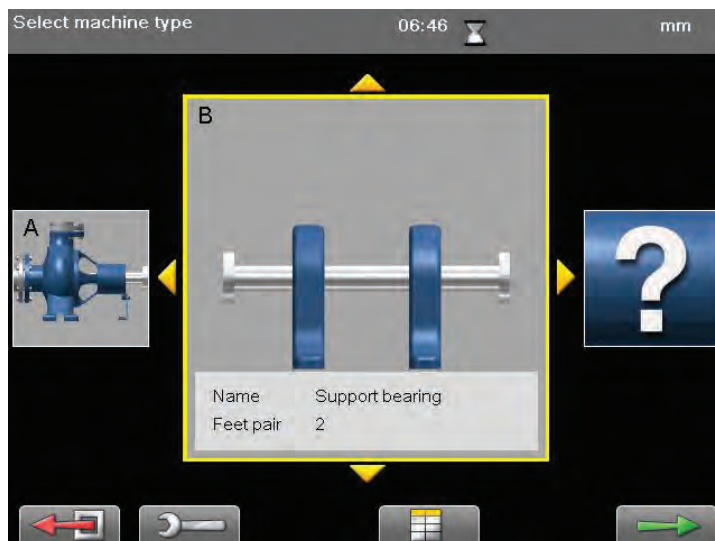 Select machine type 06:46 mm
B
A
?
Name Support bearing
Feet pair 2